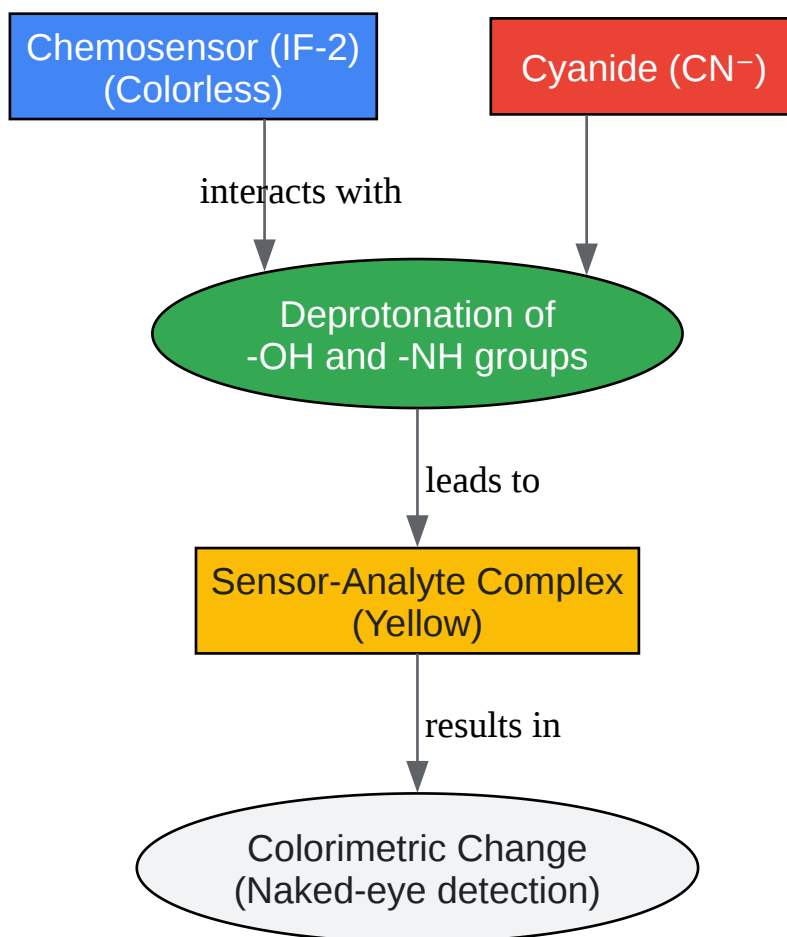 Chemosensor (IF-2)
(Colorless)
Cyanide (CN⁻)
interacts with
Deprotonation of
-OH and -NH groups
leads to
Sensor-Analyte Complex
(Yellow)
results in
Colorimetric Change
(Naked-eye detection)